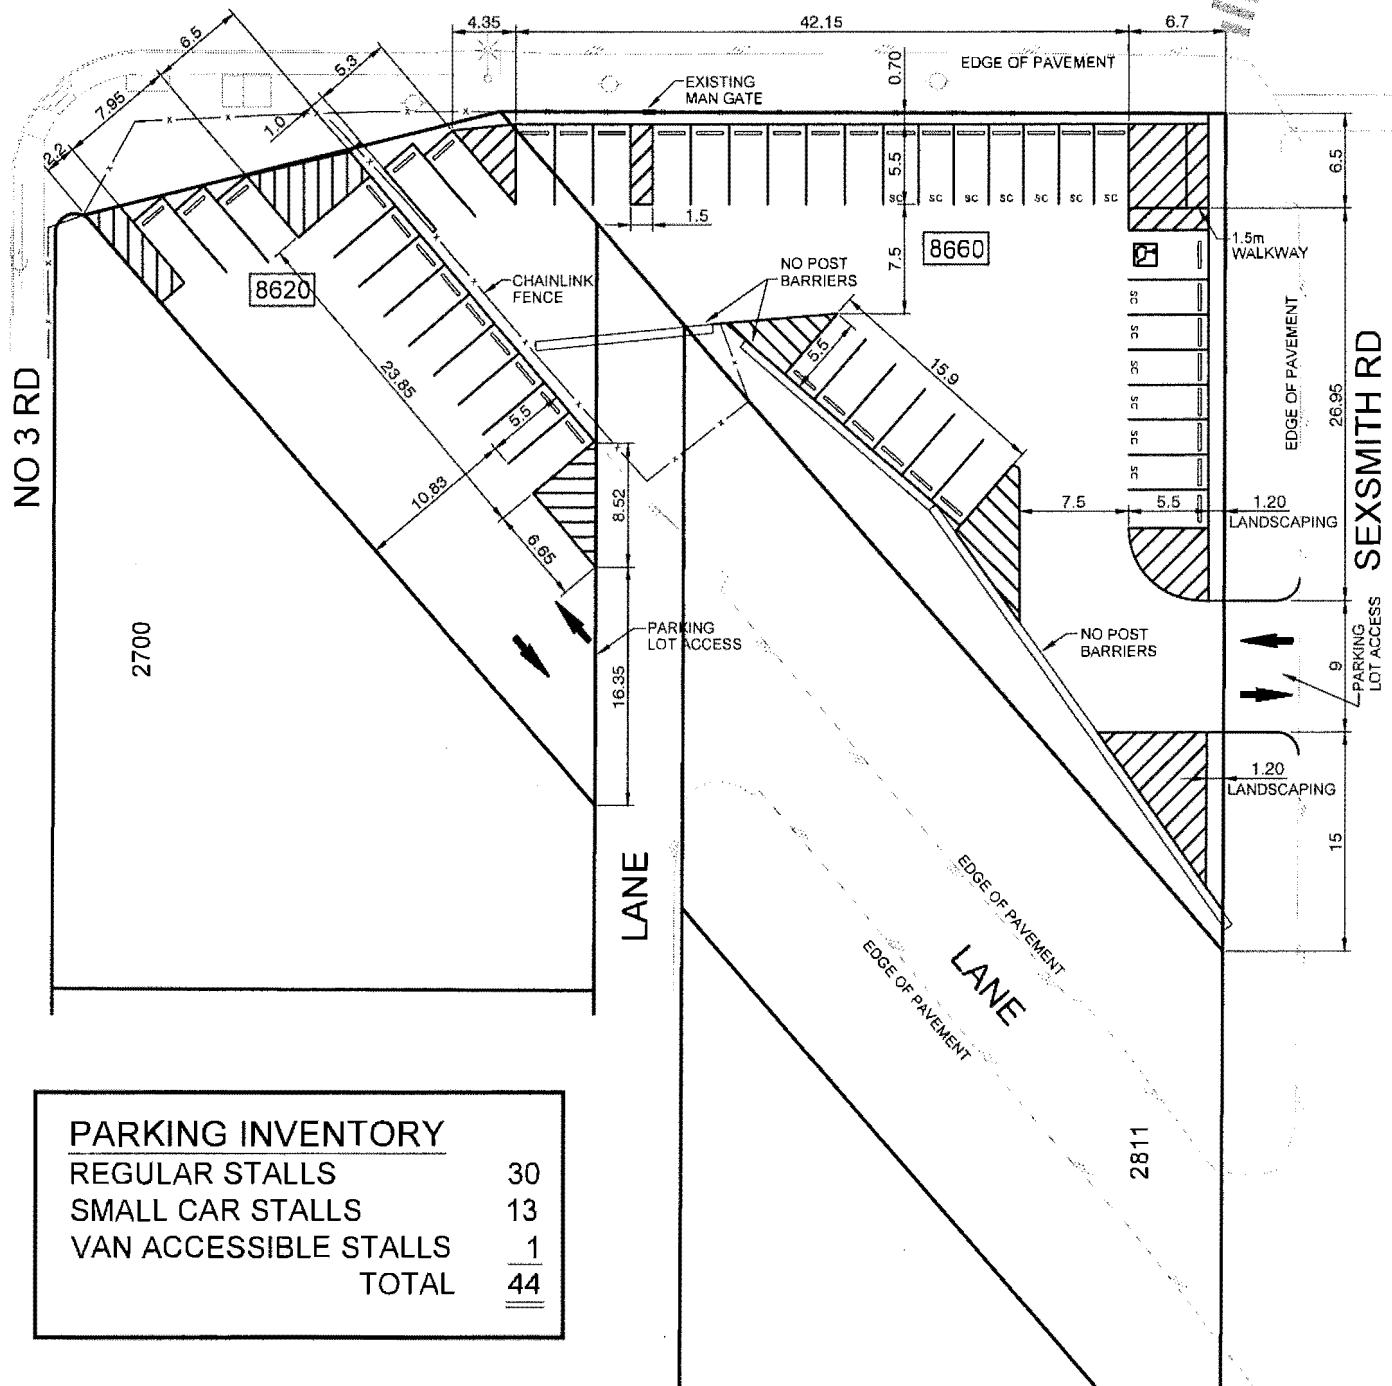 4.35
42.15
6.7
6.5
5.3
7.95
1.0
2.2
0.70
EDGE OF PAVEMENT
EXISTING
MAN GATE
5.5
SC
SC
SC
SC
SC
SC
6.5
1.5
7.5
8660
1.5m
WALKWAY
8620
CHAINLINK
FENCE
NO POST
BARRIERS
SC
SC
SC
SC
SC
SC
EDGE OF PAVEMENT
26.95
SEXSMITH RD
NO 3 RD
23.85
5.5
15.9
5.5
10.83
8.52
6.65
7.5
5.5
1.20
LANDSCAPING
2700
PARKING
LOT ACCESS
16.35
NO POST
BARRIERS
9
PARKING
LOT ACCESS
1.20
LANDSCAPING
15
LANE
EDGE OF PAVEMENT
LANE
EDGE OF PAVEMENT
2811
PARKING INVENTORY
REGULAR STALLS 30
SMALL CAR STALLS 13
VAN ACCESSIBLE STALLS 1
TOTAL 44